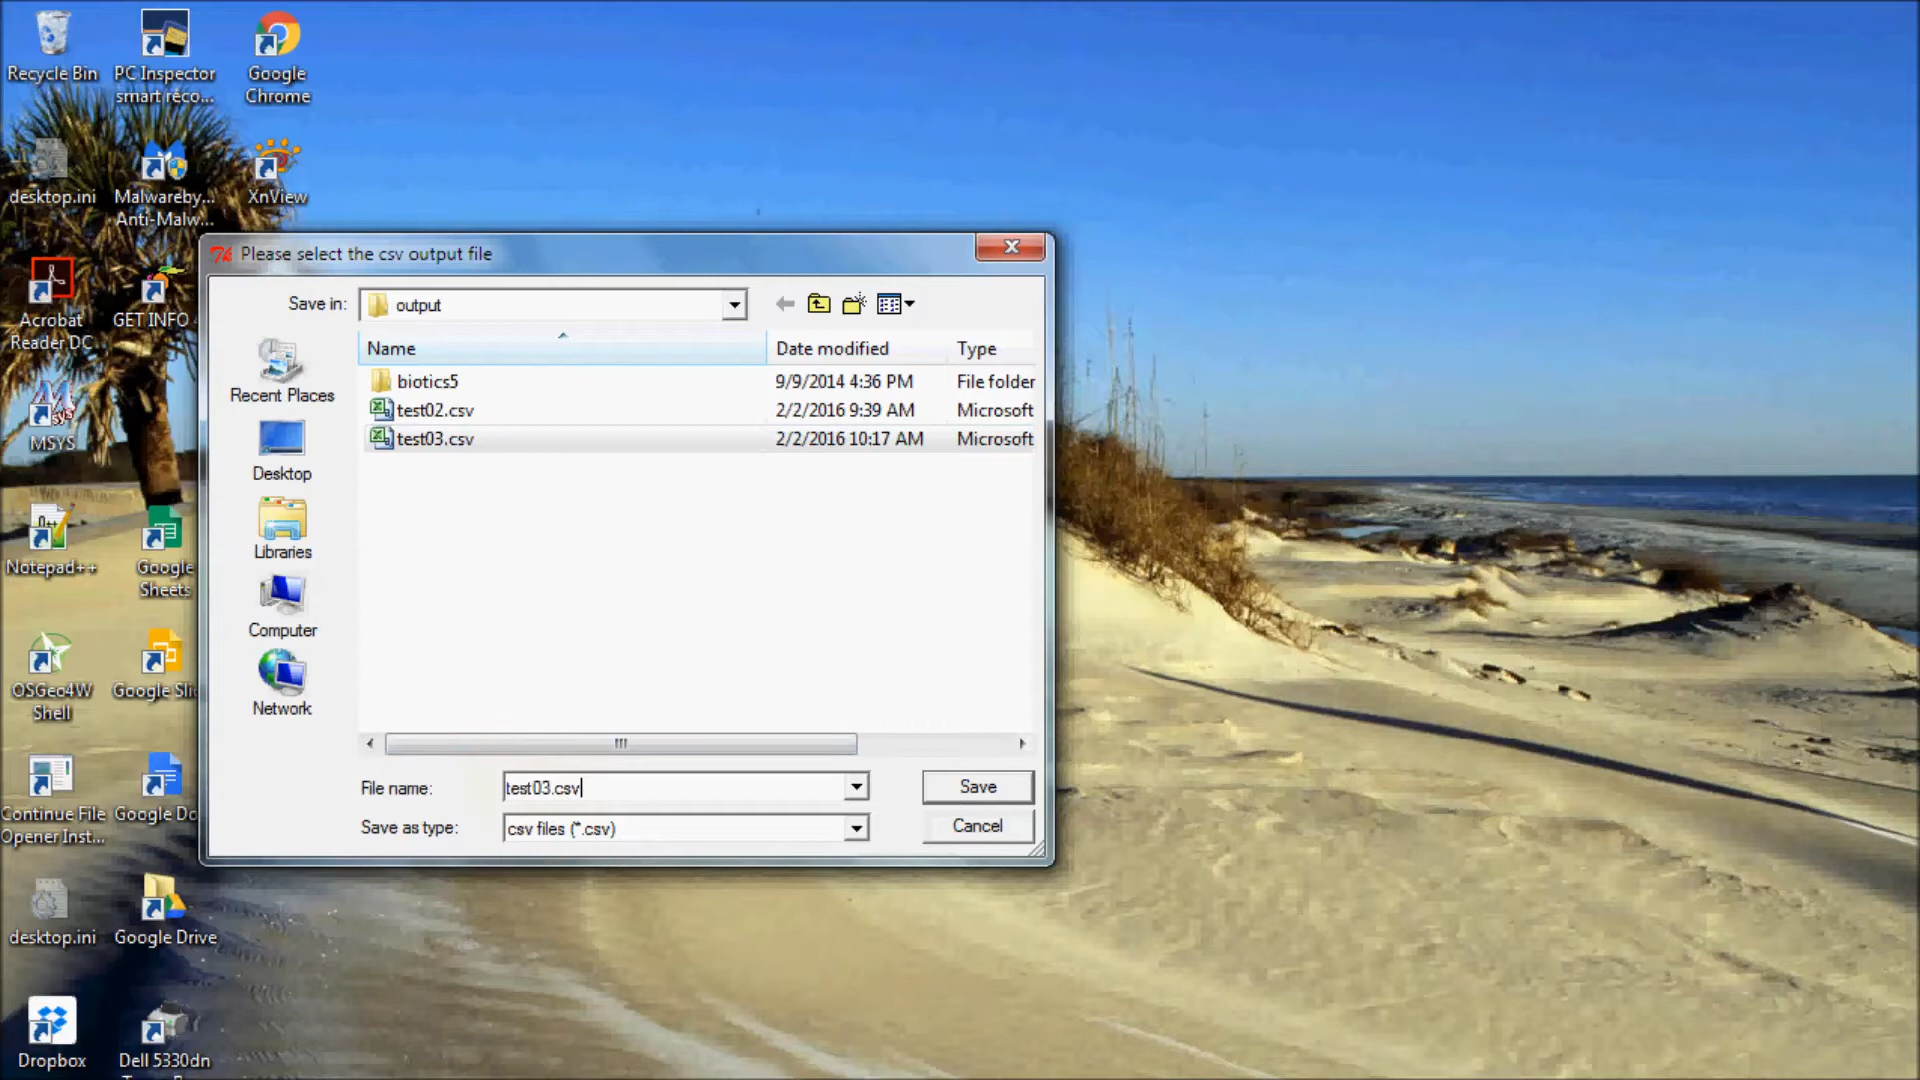 Recycle Bin
PC Inspector
smart reco...
Google
Chrome
desktop.ini
Malwareby...
Anti-Malw...
XnView
Acrobat
Reader DC
GET INFO
MSYS
Notepad++
Google
Sheets
OSGeo4W
Shell
Google Sli
Continue File
Opener Inst...
Google Do
desktop.ini
Google Drive
Dropbox
Dell 5330dn
Please select the csv output file
Save in:
output
Name
Date modified
Type
biotics5
9/9/2014 4:36 PM
File folder
test02.csv
2/2/2016 9:39 AM
Microsoft
test03.csv
2/2/2016 10:17 AM
Microsoft
Recent Places
Desktop
Libraries
Computer
Network
File name:
test03.csv
Save
Save as type:
csv files (*.csv)
Cancel